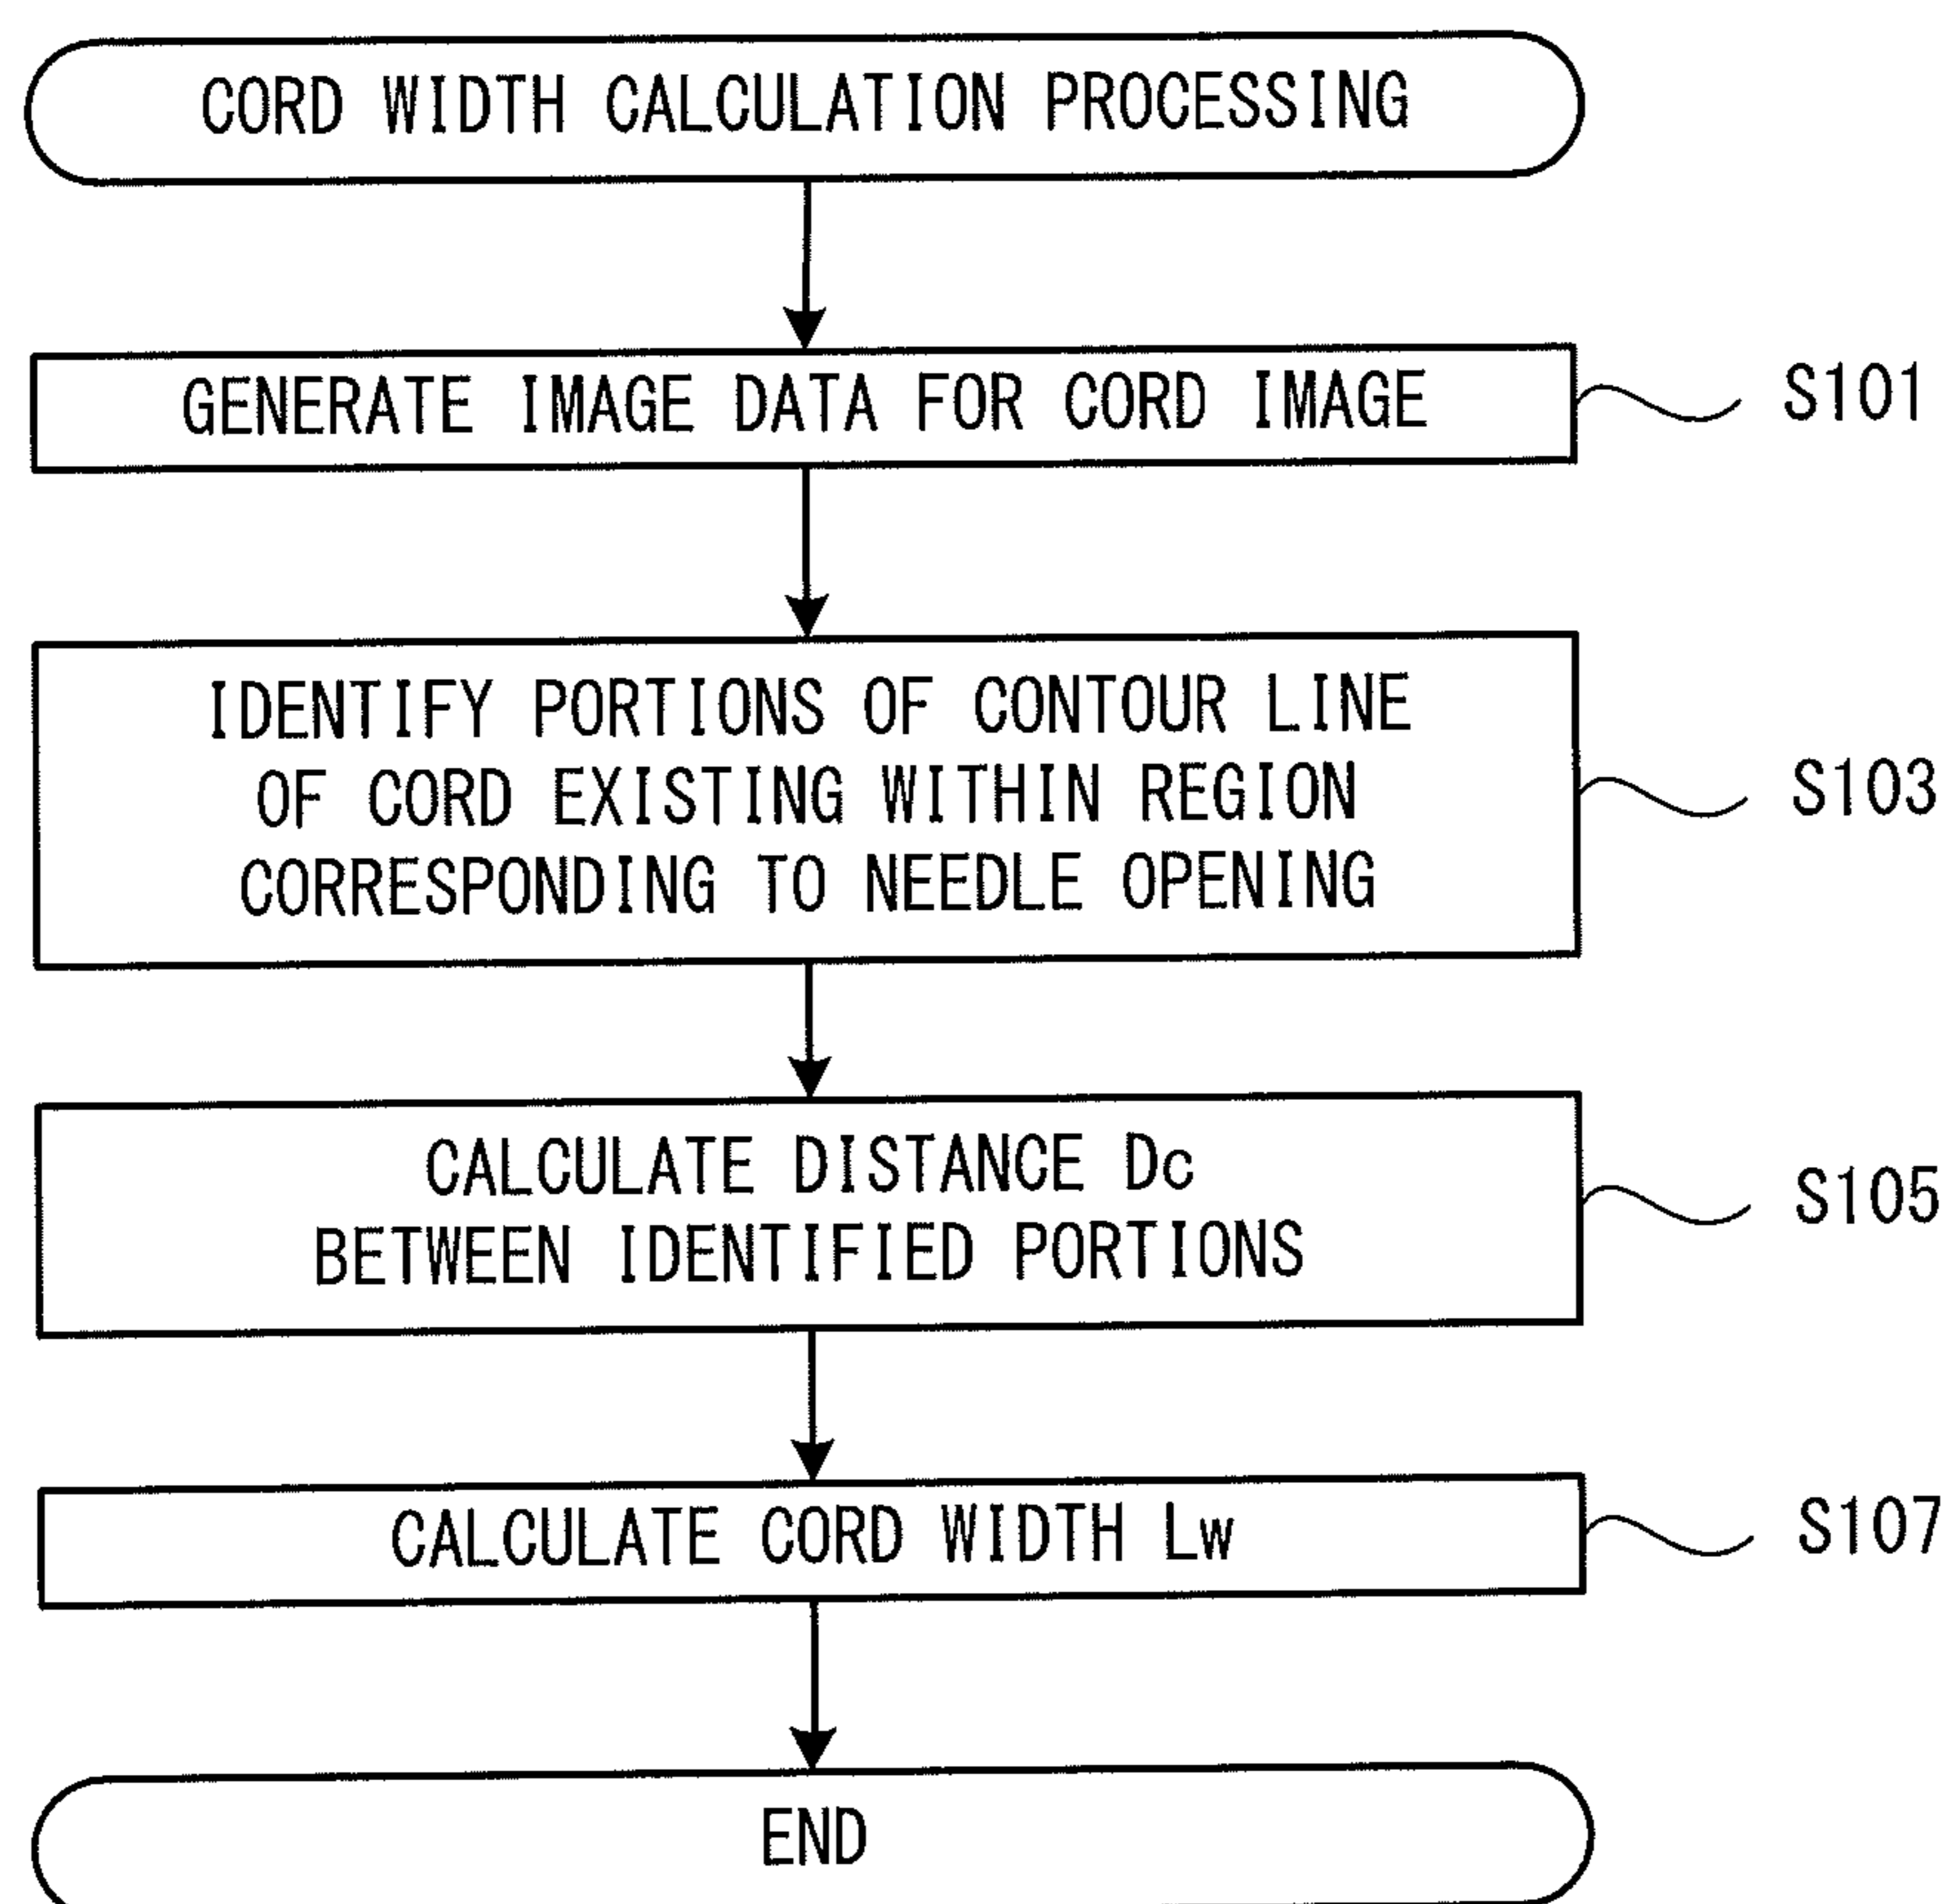 CORD WIDTH CALCULATION PROCESSING
GENERATE IMAGE DATA FOR CORD IMAGE
S101
IDENTIFY PORTIONS OF CONTOUR LINE
OF CORD EXISTING WITHIN REGION
CORRESPONDING TO NEEDLE OPENING
S103
CALCULATE DISTANCE Dc
BETWEEN IDENTIFIED PORTIONS
S105
CALCULATE CORD WIDTH Lw
S107
END